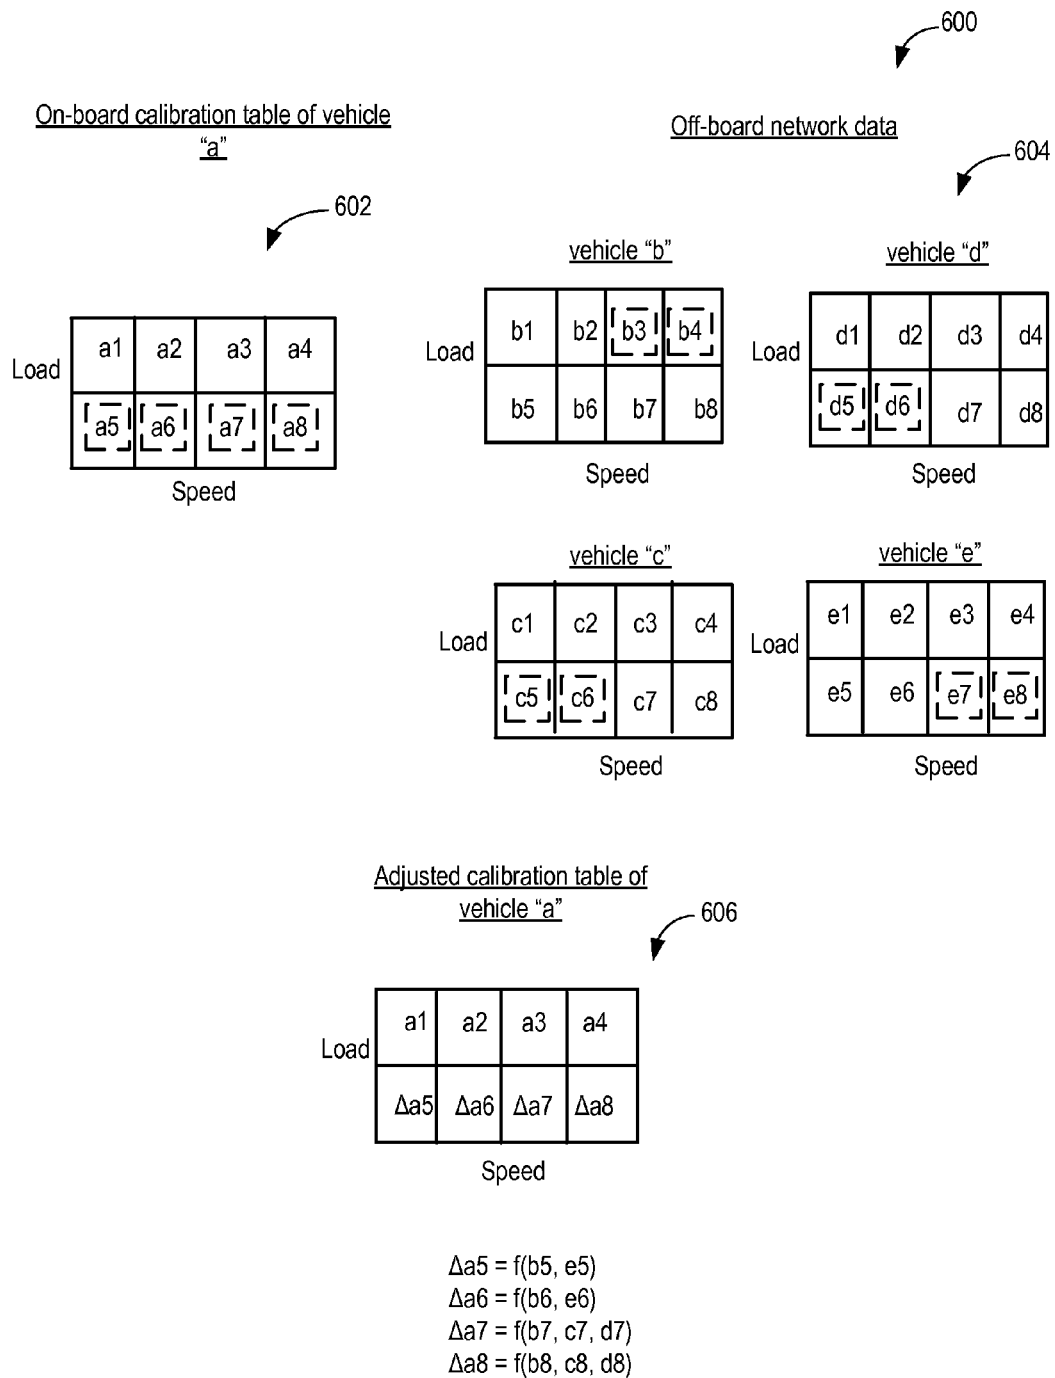 600
On-board calibration table of vehicle
“a”
Off-board network data
604
602
vehicle “b”
vehicle “d”
b1 b2 b3 b4
Load
b5 b6 b7 b8
Speed
d1 d2 d3 d4
Load
d5 d6 d7 d8
Speed
a1 a2 a3 a4
Load
a5 a6 a7 a8
Speed
vehicle “c”
vehicle “e”
c1 c2 c3 c4
Load
c5 c6 c7 c8
Speed
e1 e2 e3 e4
Load
e5 e6 e7 e8
Speed
Adjusted calibration table of
vehicle “a”
606
a1 a2 a3 a4
Load
Δa5 Δa6 Δa7 Δa8
Speed
Δa5 = f(b5, e5)
Δa6 = f(b6, e6)
Δa7 = f(b7, c7, d7)
Δa8 = f(b8, c8, d8)